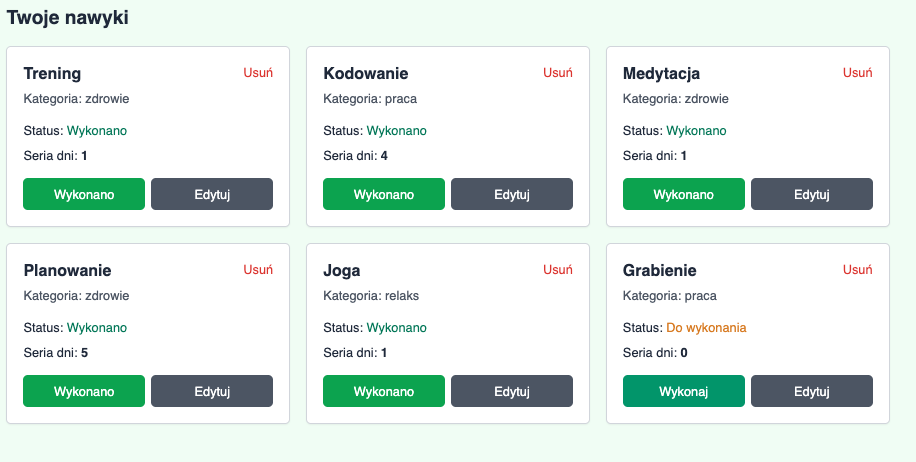 Twoje nawyki
Trening
Usuń
Kategoria: zdrowie
Status: Wykonano
Seria dni: 1
Wykonano
Edytuj
Kodowanie
Usuń
Kategoria: praca
Status: Wykonano
Seria dni: 4
Wykonano
Edytuj
Medytacja
Usuń
Kategoria: zdrowie
Status: Wykonano
Seria dni: 1
Wykonano
Edytuj
Planowanie
Usuń
Kategoria: zdrowie
Status: Wykonano
Seria dni: 5
Wykonano
Edytuj
Joga
Usuń
Kategoria: relaks
Status: Wykonano
Seria dni: 1
Wykonano
Edytuj
Grabienie
Usuń
Kategoria: praca
Status: Do wykonania
Seria dni: 0
Wykonaj
Edytuj